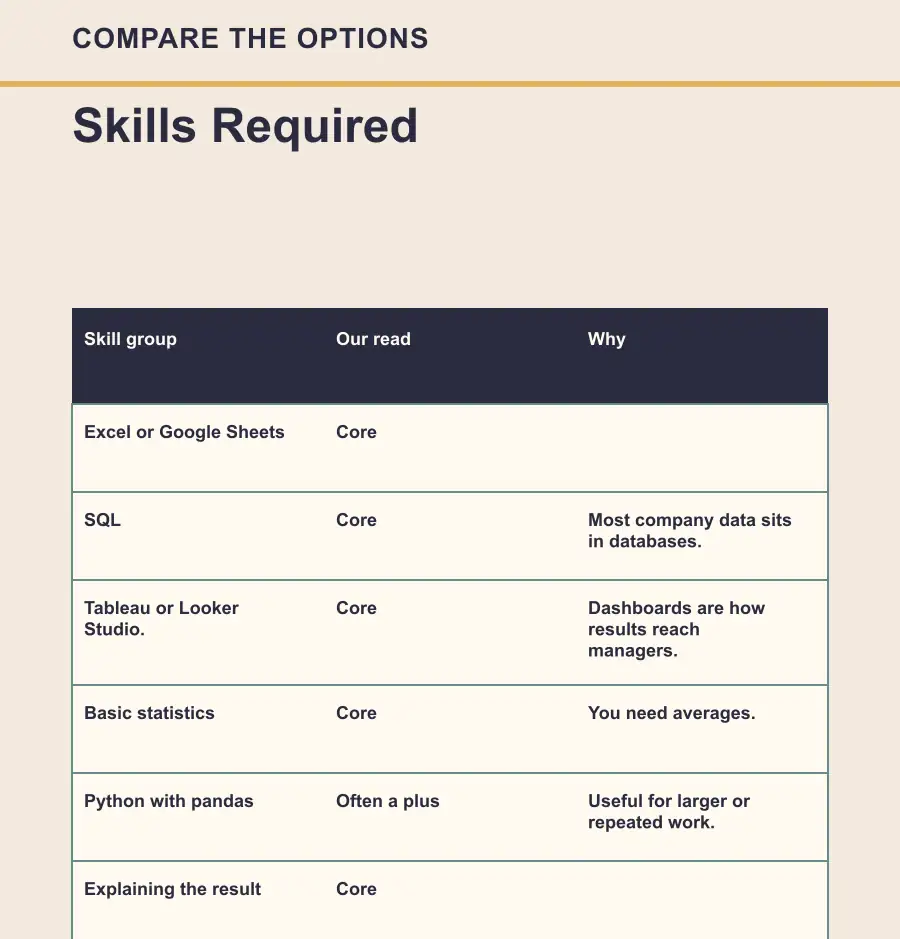 COMPARE THE OPTIONS
Skills Required
Skill group
Our read
Why
Excel or Google Sheets
Core
SQL
Core
Most company data sits
in databases.
Tableau or Looker
Studio.
Core
Dashboards are how
results reach
managers.
Basic statistics
Core
You need averages.
Python with pandas
Often a plus
Useful for larger or
repeated work.
Explaining the result
Core